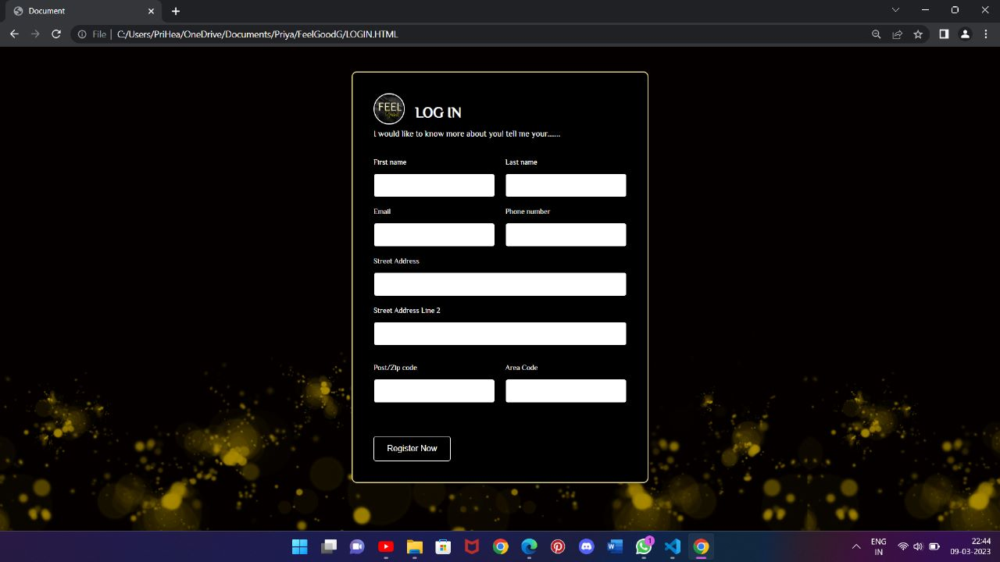 Document
File C:/Users/PriHea/OneDrive/Documents/Priya/FeelGoodG/LOGIN.HTML
FEEL
LOG IN
I would like to know more about you! tell me your.......
First name Last name
Email Phone number
Street Address
Street Address Line 2
Post/Zip code Area Code
Register Now
1
ENG 22:44
IN 09-03-2023